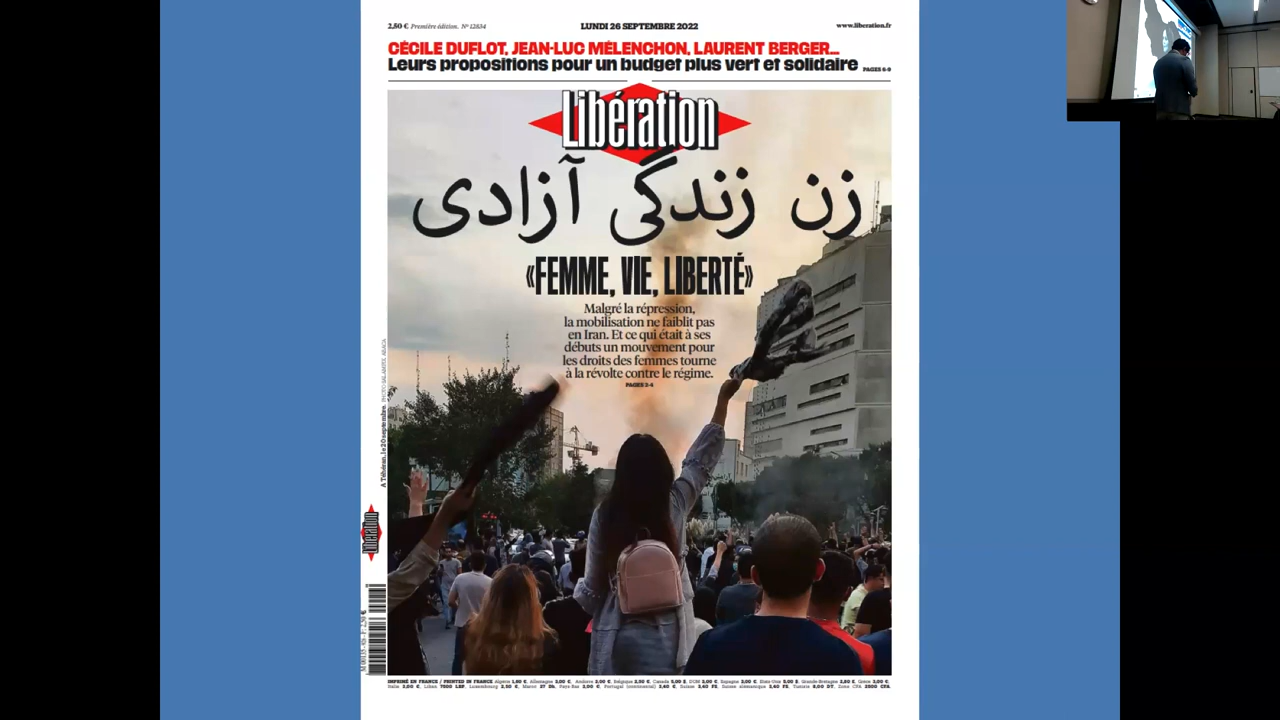 2,50 € Première édition. Nº 12834
LUNDI 26 SEPTEMBRE 2022
www.liberation.fr
CÉCILE DUFLOT, JEAN-LUC MÉLENCHON, LAURENT BERGER...
Leurs propositions pour un budget plus vert et solidaire PAGES 6-9
Libération
زن زندگی آزادی
«FEMME, VIE, LIBERTÉ»
Malgré la répression,
la mobilisation ne faiblit pas
en Iran. Et ce qui était à ses
débuts un mouvement pour
les droits des femmes tourne
à la révolte contre le régime.
PAGES 2-4
A Téhéran, le 20 septembre. PHOTO SALAMPIX. ABACA
Libération
IMPRIMÉ EN FRANCE / PRINTED IN FRANCE